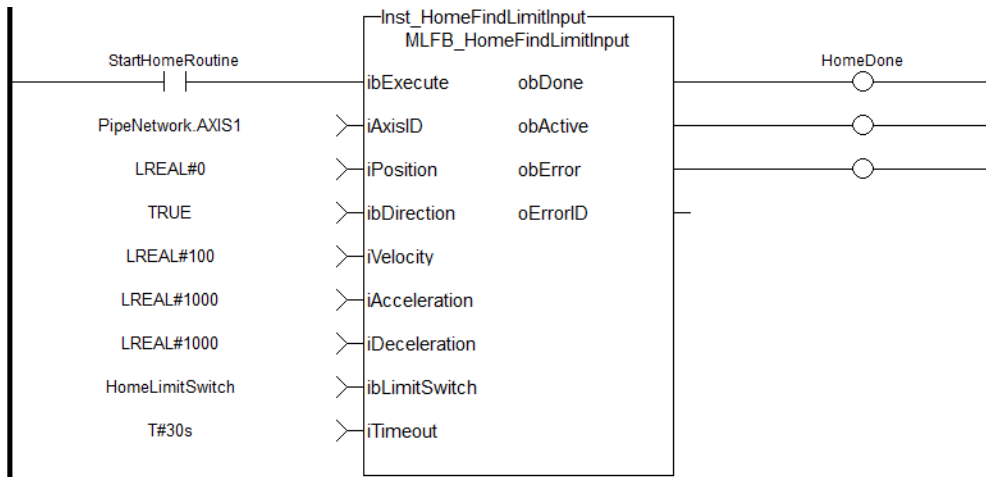 Inst_HomeFindLimitInput
MLFB_HomeFindLimitInput
StartHomeRoutine ibExecute obDone HomeDone
PipeNetwork.AXIS1 iAxisID obActive
LREAL#0 iPosition obError
TRUE ibDirection oErrorID
LREAL#100 iVelocity
LREAL#1000 iAcceleration
LREAL#1000 iDeceleration
HomeLimitSwitch ibLimitSwitch
T#30s iTimeout